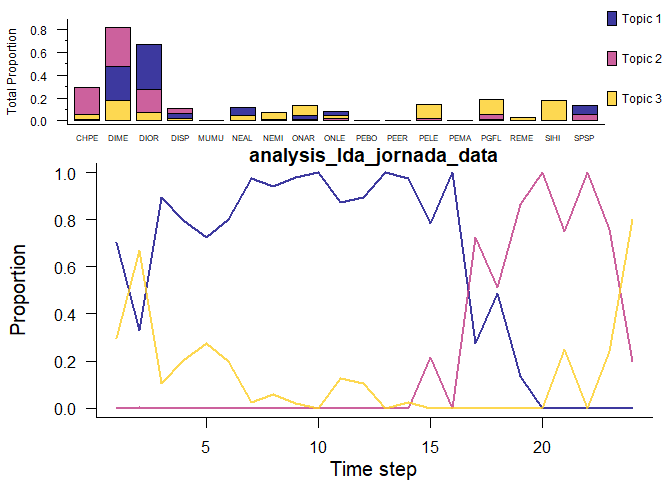 Total Proportion
0.8
0.6
0.4
0.2
0.0
CHPE DIME DIOR DISP MUMU NEAL NEMI ONAR ONLE PEBO PEER PELE PEMA PGFL REME SIHI SPSP
Topic 1
Topic 2
Topic 3
analysis_lda_jornada_data
Proportion
1.0
0.8
0.6
0.4
0.2
0.0
5 10 15 20
Time step